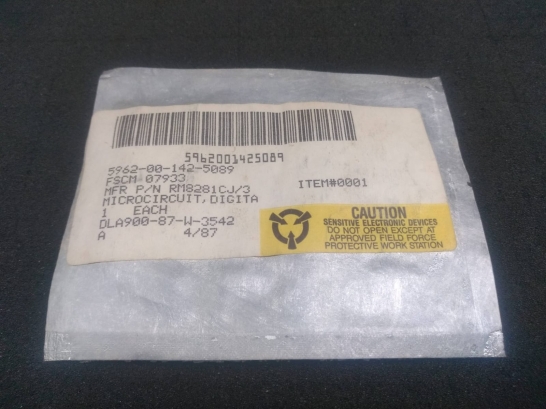 5962001425089
5962-00-142-5089
FSCM 07933
MFR P/N RM8281CJ/3
MICROCIRCUIT,DIGITA
1 EACH
DLA900-87-W-3542
A 4/87
ITEM#0001
CAUTION
SENSITIVE ELECTRONIC DEVICES
DO NOT OPEN EXCEPT AT
APPROVED FIELD FORCE
PROTECTIVE WORK STATION